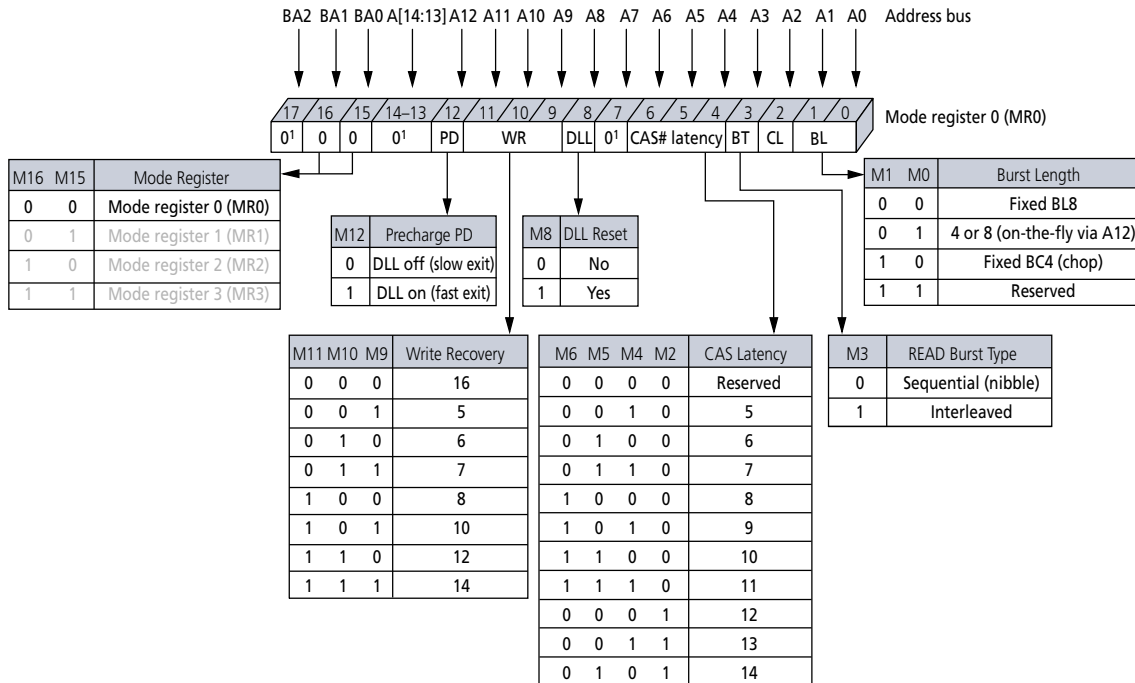 BA2 BA1 BA0 A[14:13] A12 A11 A10 A9 A8 A7 A6 A5 A4 A3 A2 A1 A0 Address bus
17 16 15 14–13 12 11 10 9 8 7 6 5 4 3 2 1 0 Mode register 0 (MR0)
0¹ 0 0 0¹ PD WR DLL 0¹ CAS# latency BT CL BL
M16 M15 Mode Register
0 0 Mode register 0 (MR0)
0 1 Mode register 1 (MR1)
1 0 Mode register 2 (MR2)
1 1 Mode register 3 (MR3)
M12 Precharge PD
0 DLL off (slow exit)
1 DLL on (fast exit)
M8 DLL Reset
0 No
1 Yes
M1 M0 Burst Length
0 0 Fixed BL8
0 1 4 or 8 (on-the-fly via A12)
1 0 Fixed BC4 (chop)
1 1 Reserved
M11 M10 M9 Write Recovery
0 0 0 16
0 0 1 5
0 1 0 6
0 1 1 7
1 0 0 8
1 0 1 10
1 1 0 12
1 1 1 14
M6 M5 M4 M2 CAS Latency
0 0 0 0 Reserved
0 0 1 0 5
0 1 0 0 6
0 1 1 0 7
1 0 0 0 8
1 0 1 0 9
1 1 0 0 10
1 1 1 0 11
0 0 0 1 12
0 0 1 1 13
0 1 0 1 14
M3 READ Burst Type
0 Sequential (nibble)
1 Interleaved